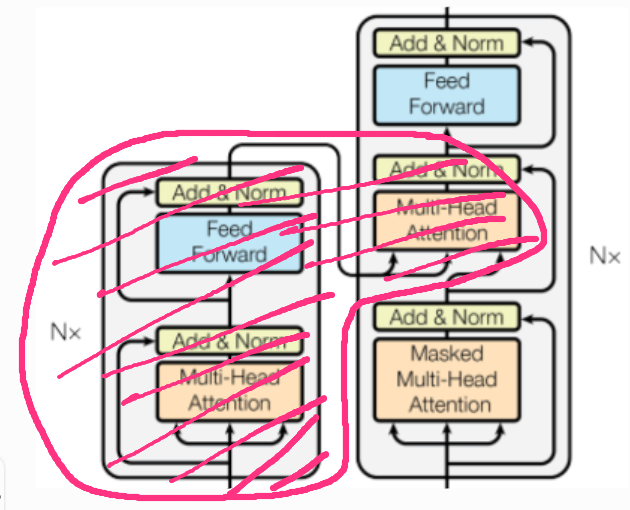 Add & Norm
Feed
Forward
Add & Norm
Multi-Head
Attention
Nx
Add & Norm
Masked
Multi-Head
Attention
Add & Norm
Feed
Forward
Nx
Add & Norm
Multi-Head
Attention